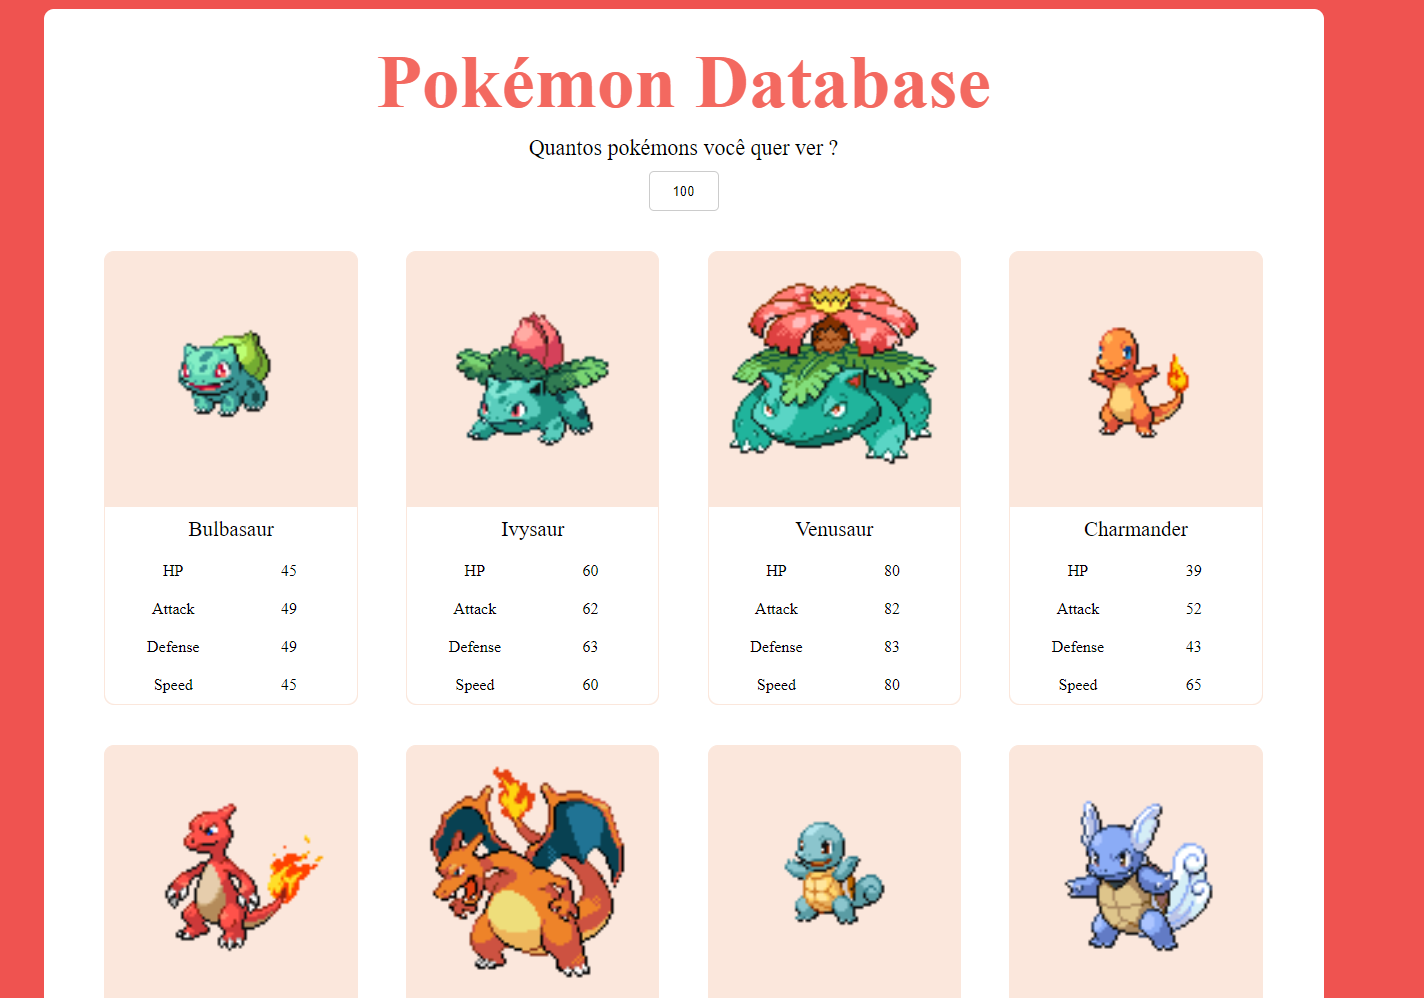 Pokémon Database
Quantos pokémons você quer ver ?
100
Bulbasaur
HP 45
Attack 49
Defense 49
Speed 45
Ivysaur
HP 60
Attack 62
Defense 63
Speed 60
Venusaur
HP 80
Attack 82
Defense 83
Speed 80
Charmander
HP 39
Attack 52
Defense 43
Speed 65